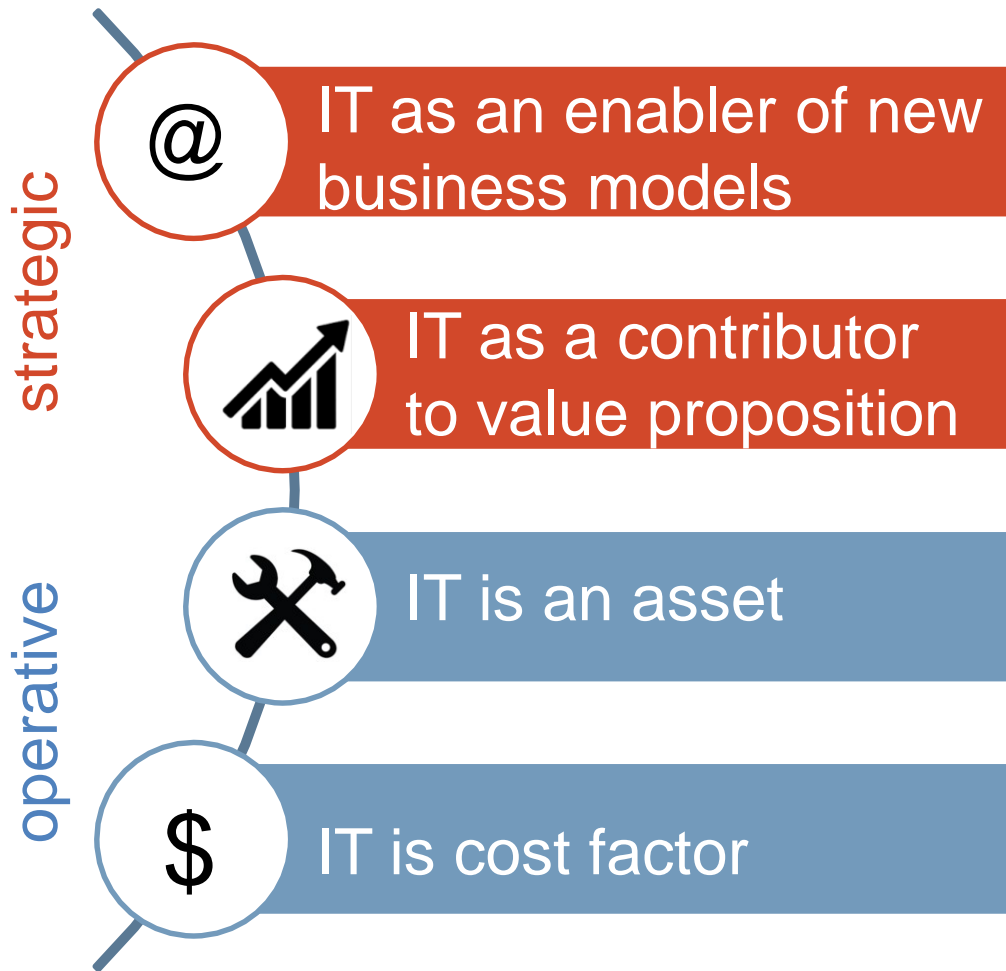 strategic
@
IT as an enabler of new
business models
IT as a contributor
to value proposition
operative
IT is an asset
$
IT is cost factor